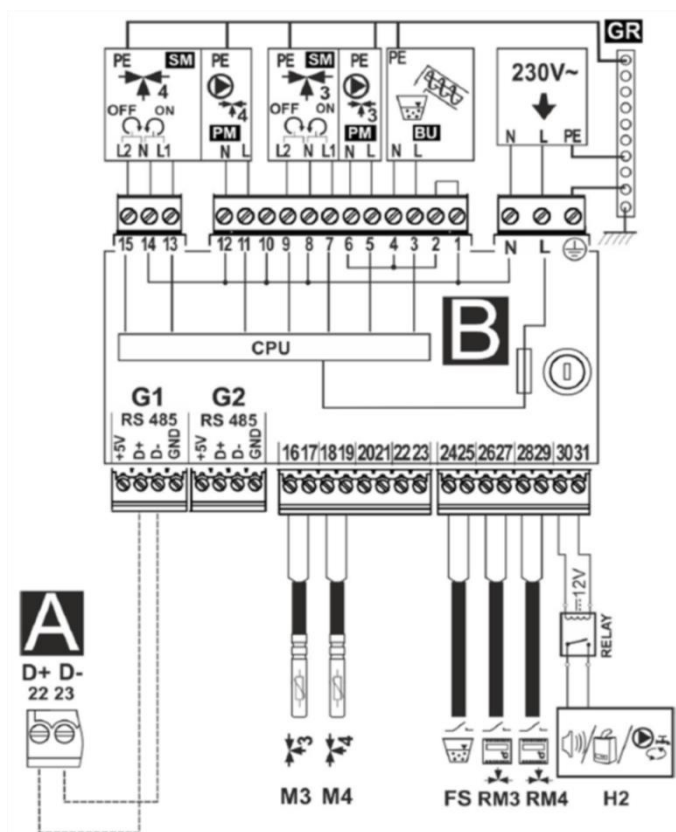 GR
PE SM PE PE SM PE PE
4 3
230V~
OFF ON 4 OFF ON 3
PM PM BU
L2 N L1 N L L2 N L1 N L N L N L PE
15 14 13 12 11 10 9 8 7 6 5 4 3 2 1 N L
B
CPU
G1 G2
RS 485 RS 485
+5V D+ D- GND +5V D+ D- GND
16 17 18 19 20 21 22 23 24 25 26 27 28 29 30 31
12V
RELAY
A
D+ D-
22 23
3 4
M3 M4 FS RM3 RM4 H2